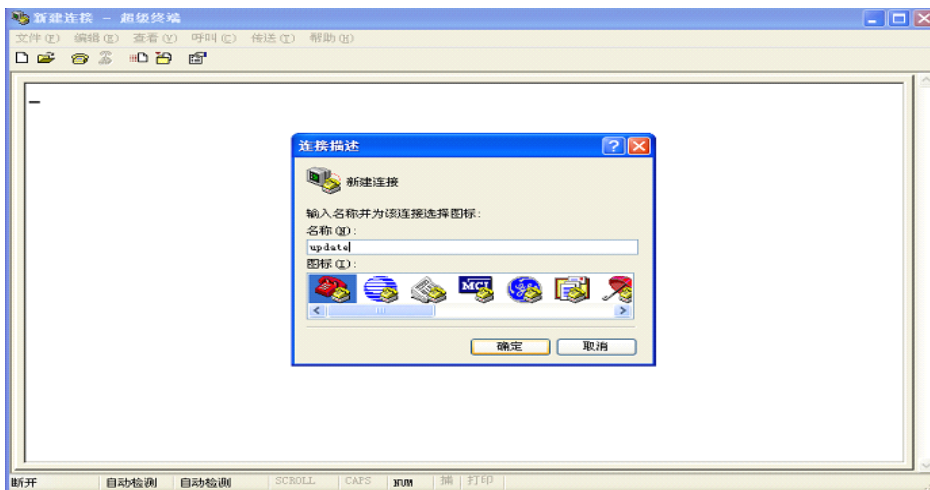 新建连接 - 超级终端
文件(F) 编辑(E) 查看(V) 呼叫(C) 传送(T) 帮助(H)
连接描述
新建连接
输入名称并为该连接选择图标:
名称(N):
update
图标(I):
MCI
确定 取消
断开 自动检测 自动检测 SCROLL CAPS NUM 捕 打印